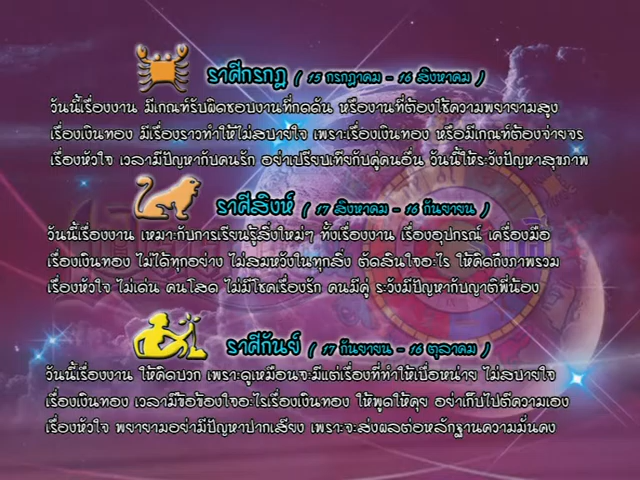 ราศีกรกฎ ( 15 กรกฎาคม - 16 สิงหาคม )
วันนี้เรื่องงาน มีเกณฑ์รับผิดชอบงานที่กดดัน หรืองานที่ต้องใช้ความพยายามสูง
เรื่องเงินทอง มีเรื่องราวทำให้ไม่สบายใจ เพราะเรื่องเงินทอง หรือมีเกณฑ์ต้องจ่ายจร
เรื่องหัวใจ เวลามีปัญหากับคนรัก อย่าเปรียบเทียกับคู่คนอื่น วันนี้ให้ระวังปัญหาสุขภาพ
ราศีสิงห์ ( 17 สิงหาคม - 16 กันยายน )
วันนี้เรื่องงาน เหมาะกับการเรียนรู้สิ่งใหม่ๆ ทั้งเรื่องงาน เรื่องอุปกรณ์ เครื่องมือ
เรื่องเงินทอง ไม่ได้ทุกอย่าง ไม่สมหวังในทุกสิ่ง ตัดสินใจอะไร ให้คิดถึงภาพรวม
เรื่องหัวใจ ไม่เด่น คนโสด ไม่มีโชคเรื่องรัก คนมีคู่ ระวังมีปัญหากับญาติพี่น้อง
ราศีกันย์ ( 17 กันยายน - 16 ตุลาคม )
วันนี้เรื่องงาน ให้คิดบวก เพราะดูเหมือนจะมีแต่เรื่องที่ทำให้เบื่อหน่าย ไม่สบายใจ
เรื่องเงินทอง เวลามีข้อข้องใจอะไรเรื่องเงินทอง ให้พูดให้คุย อย่าเก็บไปตีความเอง
เรื่องหัวใจ พยายามอย่ามีปัญหาปากเสียง เพราะจะส่งผลต่อหลักฐานความมั่นคง